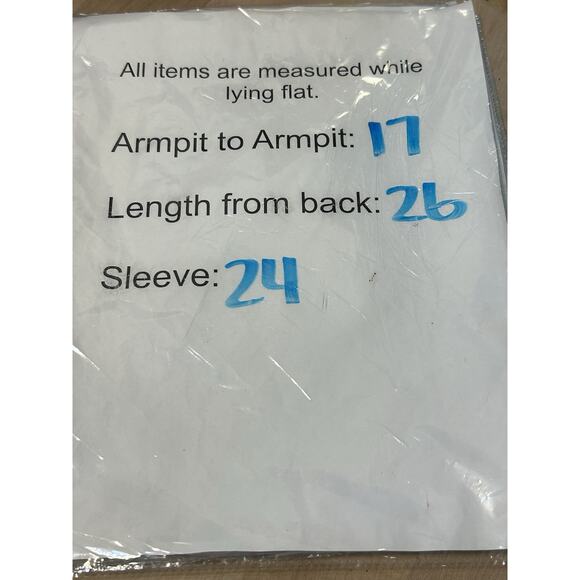 All items are measured while
lying flat.
Armpit to Armpit: 17
Length from back: 26
Sleeve: 24